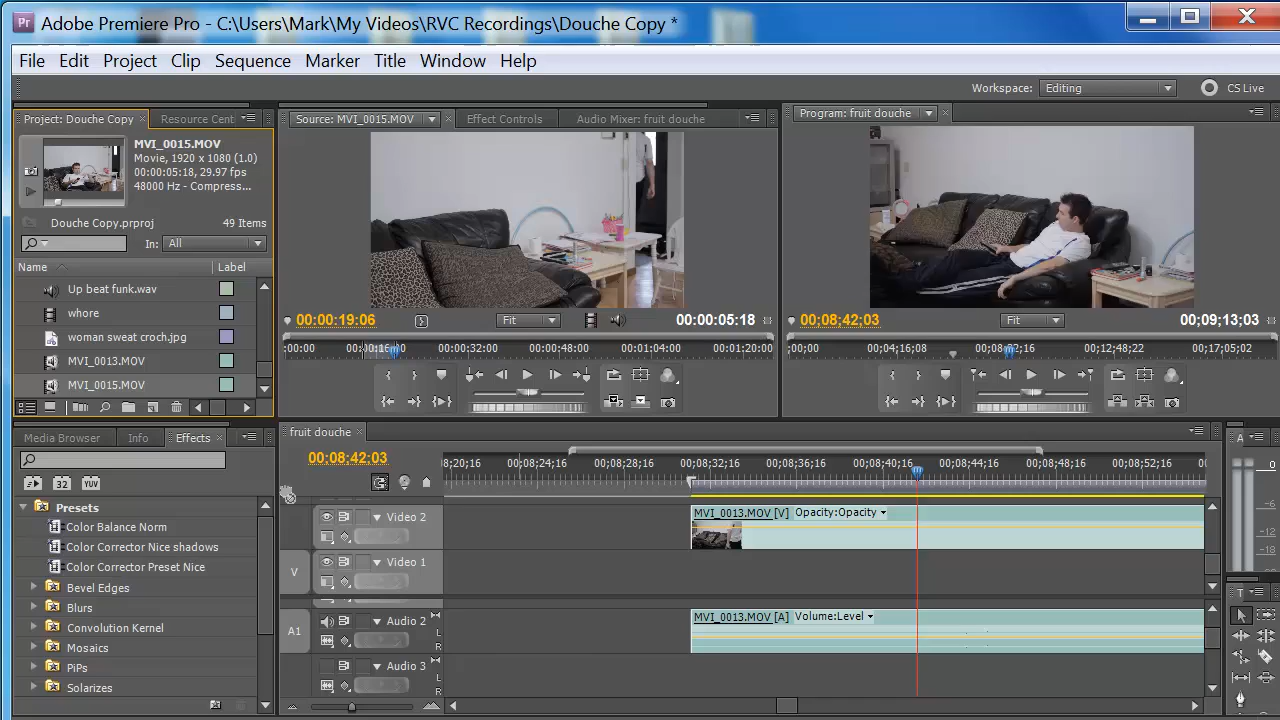 Pr Adobe Premiere Pro - C:\Users\Mark\My Videos\RVC Recordings\Douche Copy *
File Edit Project Clip Sequence Marker Title Window Help
Workspace: Editing CS Live
Project: Douche Copy × Resource Cent
Source: MVI_0015.MOV × Effect Controls Audio Mixer: fruit douche
Program: fruit douche ×
MVI_0015.MOV
Movie, 1920 x 1080 (1.0)
00:00:05:18, 29.97 fps
48000 Hz - Compress...
Douche Copy.prproj 49 Items
In: All
Name Label
Up beat funk.wav
whore
woman sweat croch.jpg
MVI_0013.MOV
MVI_0015.MOV
00:00:19:06 Fit 00:00:05:18
:00:00 00:00:16:00 00:00:32:00 00:00:48:00 00:01:04:00 00:01:20:00
00:08:42:03 Fit 00;09;13;03
;00;00 00;04;16;08 00;08;32;16 00;12;48;22 00;17;05;02
Media Browser Info Effects ×
32 YUV
Presets
Color Balance Norm
Color Corrector Nice shadows
Color Corrector Preset Nice
Bevel Edges
Blurs
Convolution Kernel
Mosaics
PiPs
Solarizes
fruit douche ×
00;08;42;03
;8;20;16 00;08;24;16 00;08;28;16 00;08;32;16 00;08;36;16 00;08;40;16 00;08;44;16 00;08;48;16 00;08;52;16
Video 2
MVI_0013.MOV [V] Opacity:Opacity
V Video 1
A1 Audio 2 L R
MVI_0013.MOV [A] Volume:Level
Audio 3 L R
A
0
-6
-12
-18
T